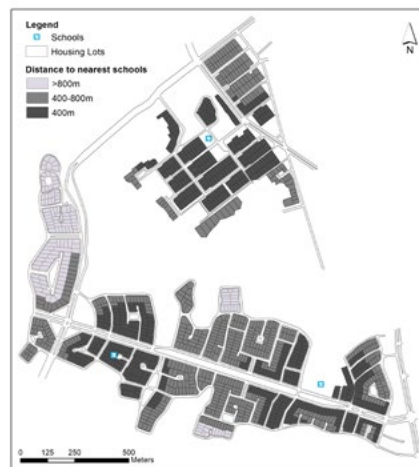 Legend
Schools
Housing Lots
Distance to nearest schools
>800m
400-800m
400m
N
0 125 250 500
Meters